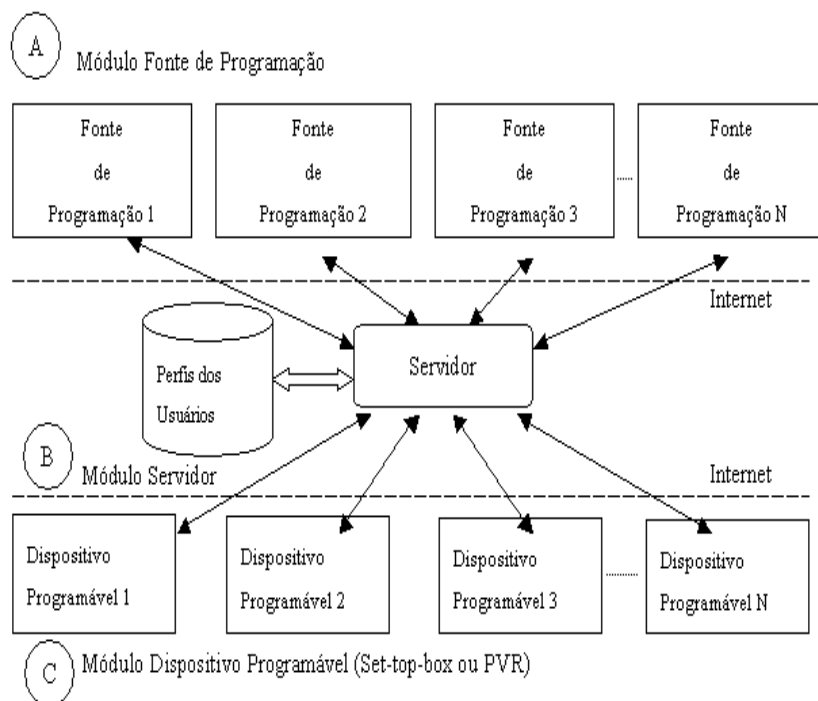 A
Módulo Fonte de Programação
Fonte
de
Programação 1
Fonte
de
Programação 2
Fonte
de
Programação 3
......
Fonte
de
Programação N
Internet
Perfis dos
Usuários
Servidor
B
Módulo Servidor
Internet
Dispositivo
Programável 1
Dispositivo
Programável 2
Dispositivo
Programável 3
...........
Dispositivo
Programável N
C
Módulo Dispositivo Programável (Set-top-box ou PVR)